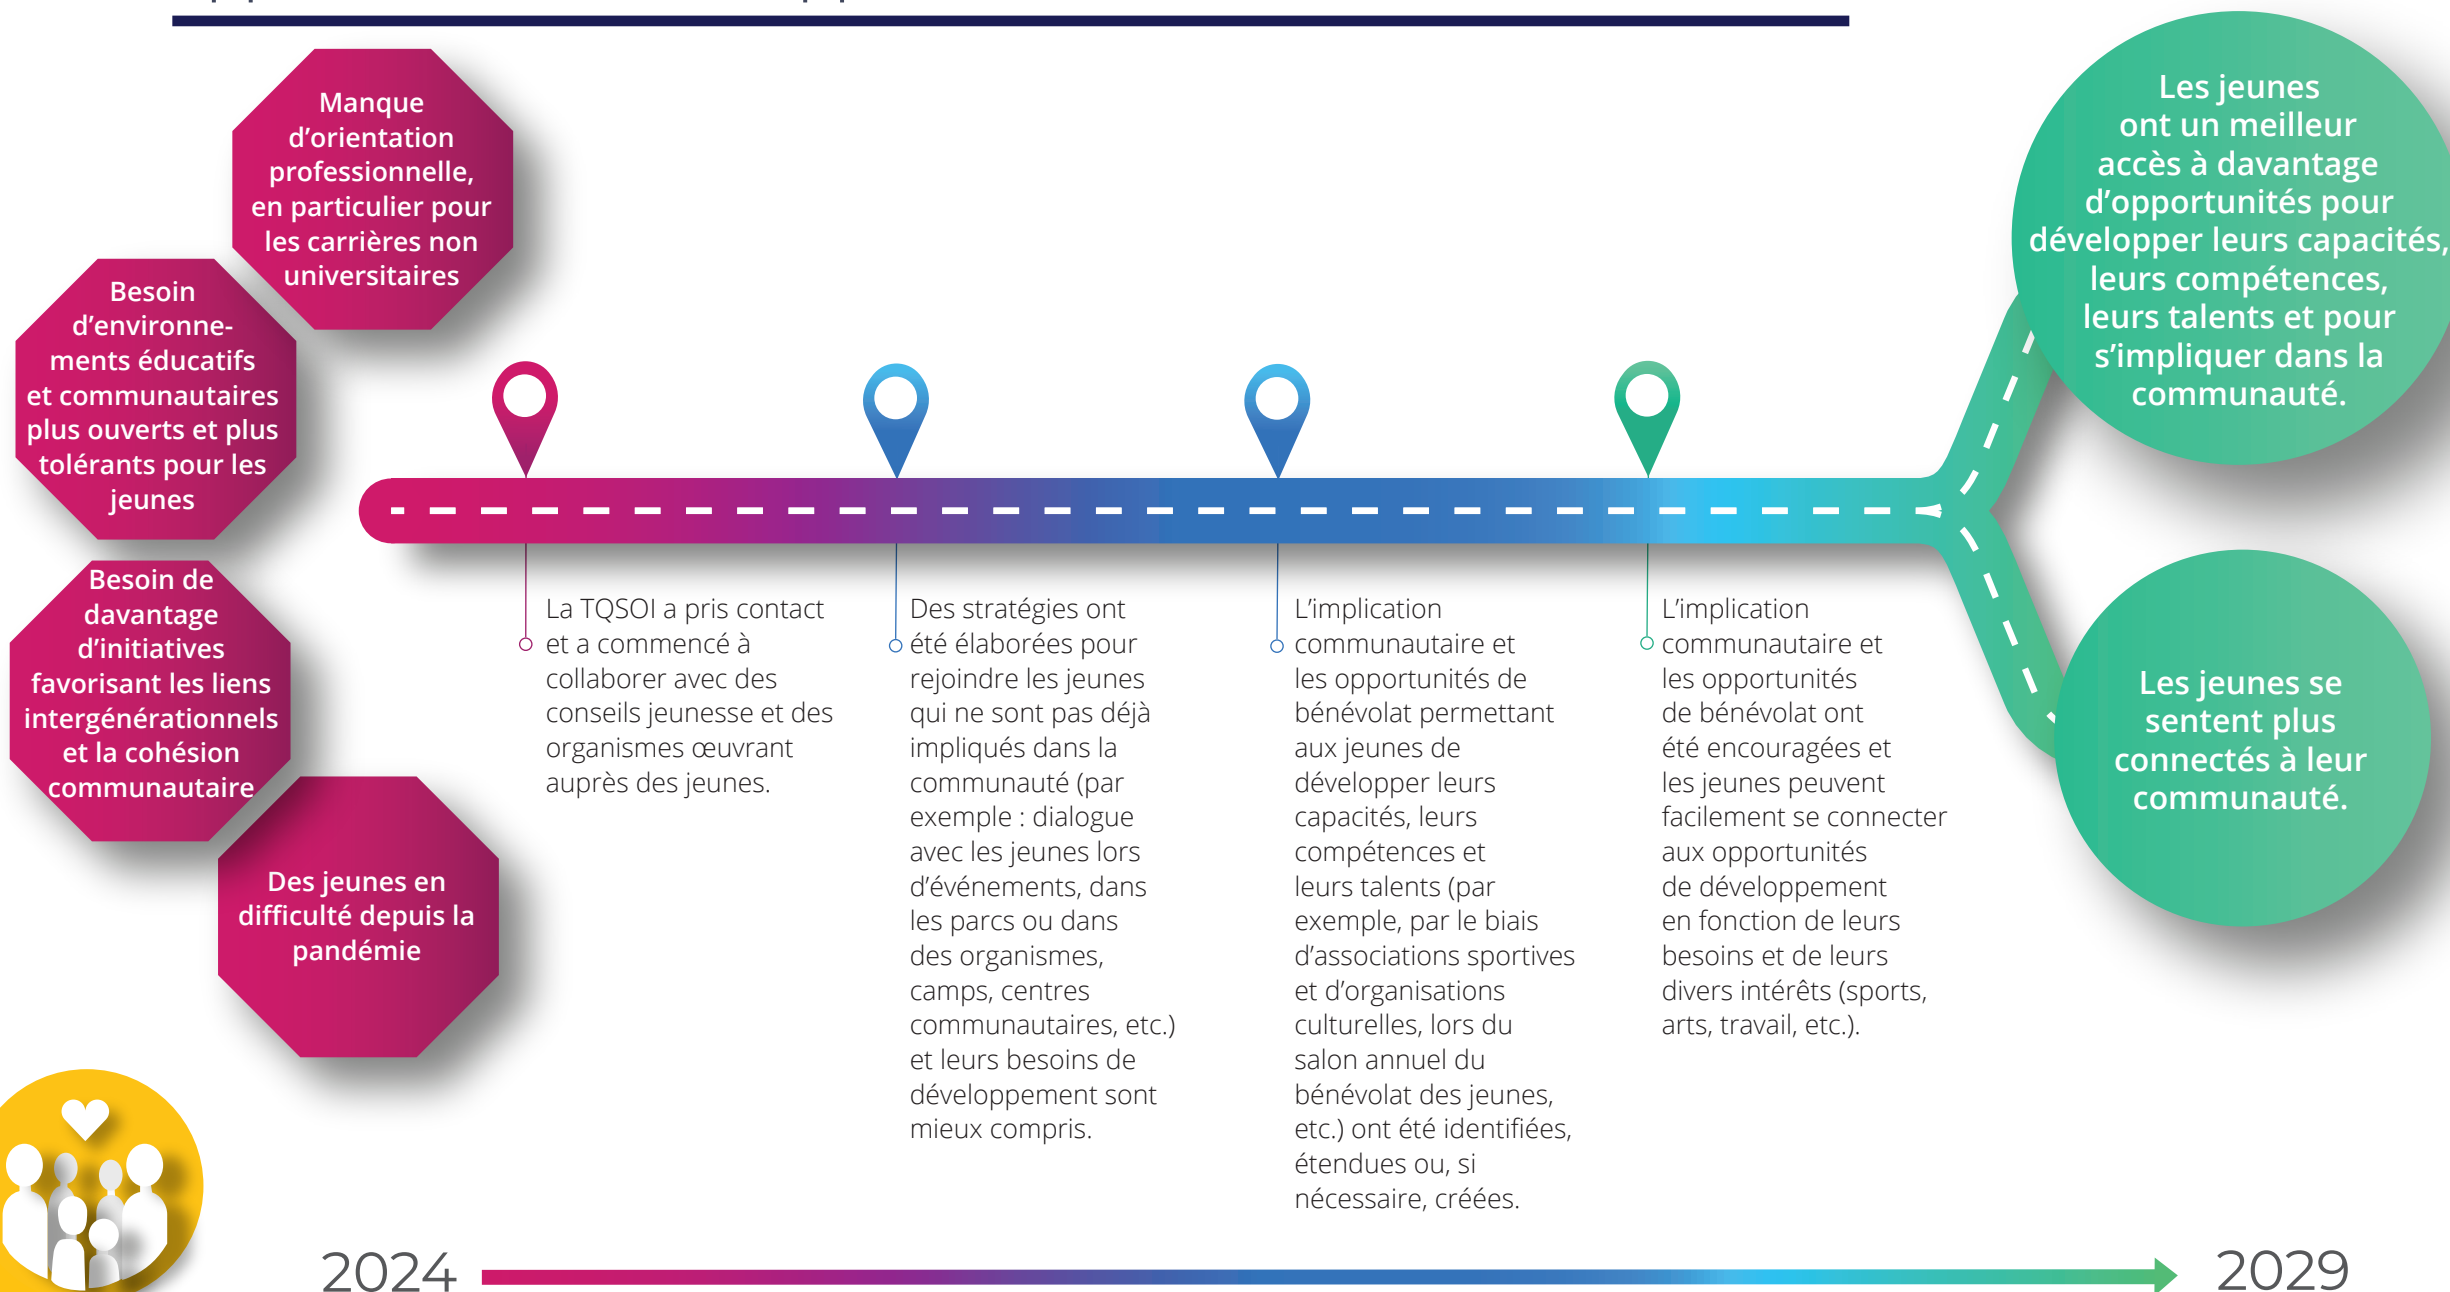 Manque
d'orientation
professionnelle,
en particulier pour
les carrières non
universitaires
Besoin
d'environne-
ments éducatifs
et communautaires
plus ouverts et plus
tolérants pour les
jeunes
Besoin de
davantage
d'initiatives
favorisant les liens
intergénérationnels
et la cohésion
communautaire
Des jeunes en
difficulté depuis la
pandémie
La TQSOI a pris contact
et a commencé à
collaborer avec des
conseils jeunesse et des
organismes œuvrant
auprès des jeunes.
Des stratégies ont
été élaborées pour
rejoindre les jeunes
qui ne sont pas déjà
impliqués dans la
communauté (par
exemple : dialogue
avec les jeunes lors
d'événements, dans
les parcs ou dans
des organismes,
camps, centres
communautaires, etc.)
et leurs besoins de
développement sont
mieux compris.
L'implication
communautaire et
les opportunités de
bénévolat permettant
aux jeunes de
développer leurs
capacités, leurs
compétences et
leurs talents (par
exemple, par le biais
d'associations sportives
et d'organisations
culturelles, lors du
salon annuel du
bénévolat des jeunes,
etc.) ont été identifiées,
étendues ou, si
nécessaire, créées.
L'implication
communautaire et
les opportunités
de bénévolat ont
été encouragées et
les jeunes peuvent
facilement se connecter
aux opportunités
de développement
en fonction de leurs
besoins et de leurs
divers intérêts (sports,
arts, travail, etc.).
Les jeunes
ont un meilleur
accès à davantage
d'opportunités pour
développer leurs capacités,
leurs compétences,
leurs talents et pour
s'impliquer dans la
communauté.
Les jeunes se
sentent plus
connectés à leur
communauté.
2024
2029